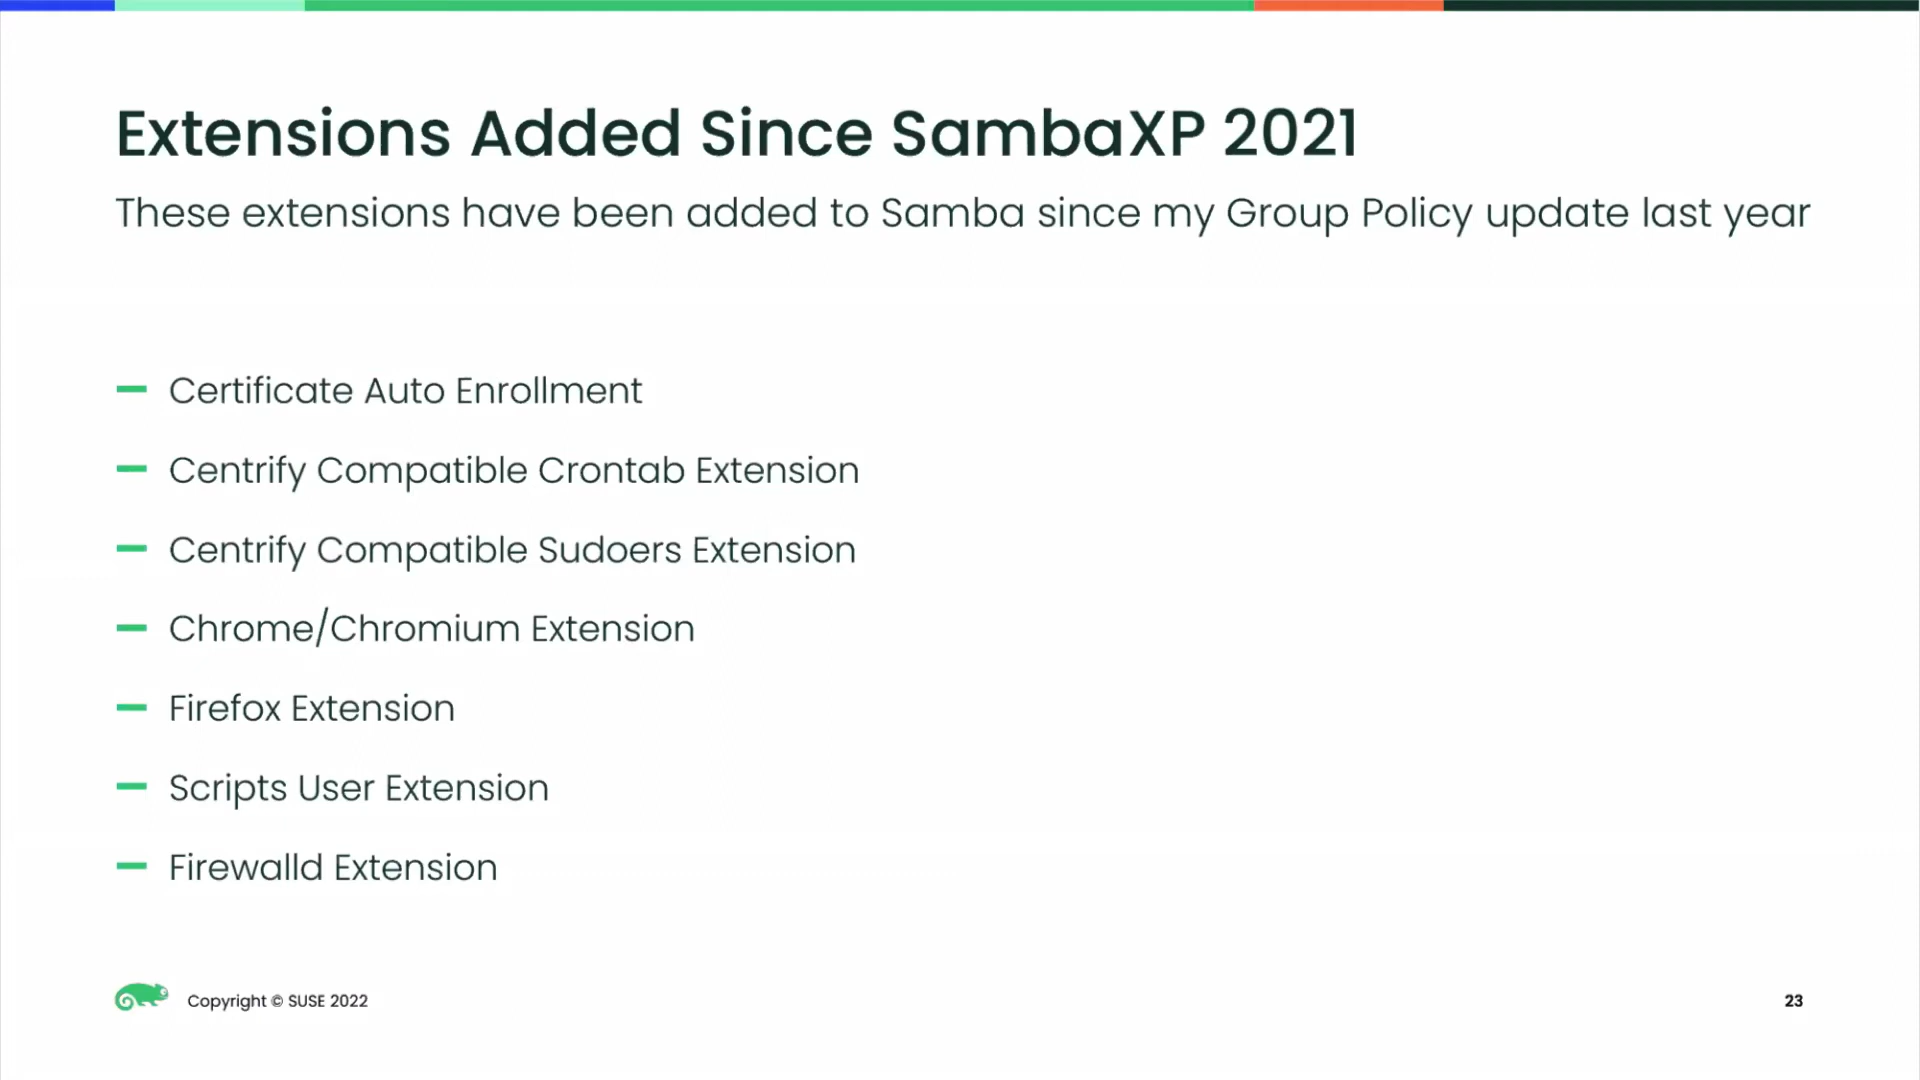 Extensions Added Since SambaXP 2021
These extensions have been added to Samba since my Group Policy update last year
Certificate Auto Enrollment
Centrify Compatible Crontab Extension
Centrify Compatible Sudoers Extension
Chrome/Chromium Extension
Firefox Extension
Scripts User Extension
Firewalld Extension
Copyright © SUSE 2022
23